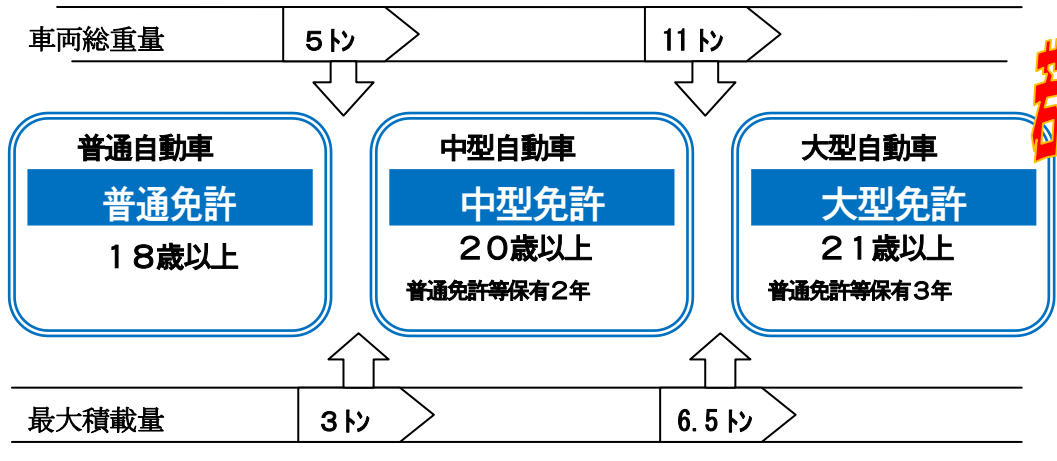 車両総重量 5トン 11トン
普通自動車
普通免許
18歳以上
中型自動車
中型免許
20歳以上
普通免許等保有2年
大型自動車
大型免許
21歳以上
普通免許等保有3年
最大積載量 3トン 6.5トン